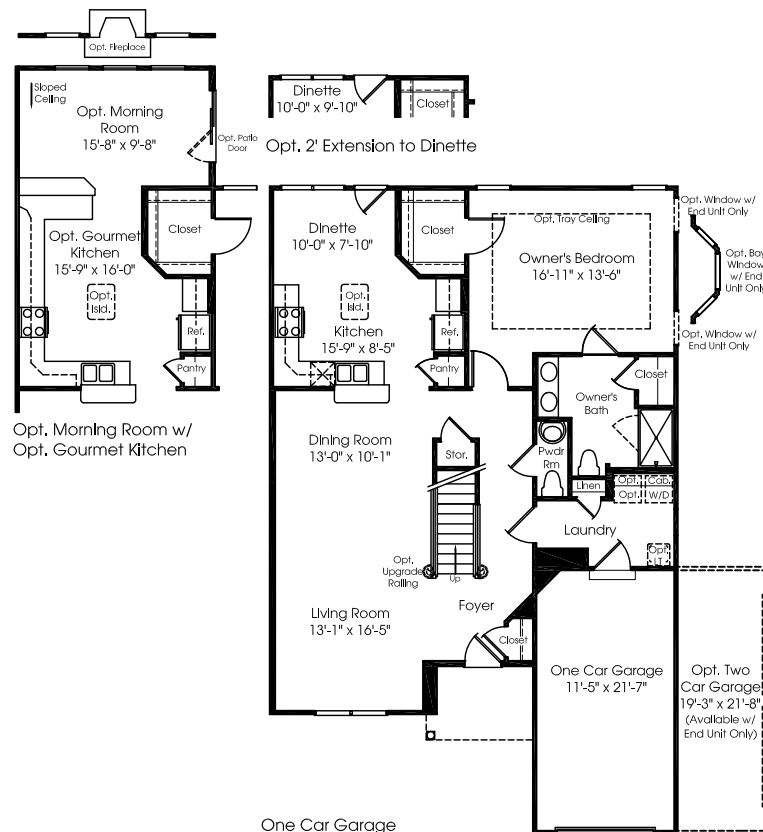 Opt. Fireplace
Sloped
Ceiling
Opt. Morning
Room
15'-8" x 9'-8"
Opt. Patio
Door
Closet
Opt. Gourmet
Kitchen
15'-9" x 16'-0"
Opt.
Isld.
Ref.
Pantry
Opt. Morning Room w/
Opt. Gourmet Kitchen
Dinette
10'-0" x 9'-10"
Closet
Opt. 2' Extension to Dinette
Dinette
10'-0" x 7'-10"
Closet
Opt.
Isld.
Kitchen
15'-9" x 8'-5"
Ref.
Pantry
Opt. Tray Ceiling
Owner's Bedroom
16'-11" x 13'-6"
Opt. Window w/
End Unit Only
Opt. Bay
Window
w/ End
Unit Only
Opt. Window w/
End Unit Only
Closet
Owner's
Bath
Dining Room
13'-0" x 10'-1"
Stor.
Pwdr
Rm
Linen
Opt.
Opt.
Cab.
W/D
Laundry
Opt.
LT
Opt.
Upgrade
Railing
Up
Foyer
Living Room
13'-1" x 16'-5"
Closet
One Car Garage
11'-5" x 21'-7"
Opt. Two
Car Garage
19'-3" x 21'-8"
(Available w/
End Unit Only)
One Car Garage